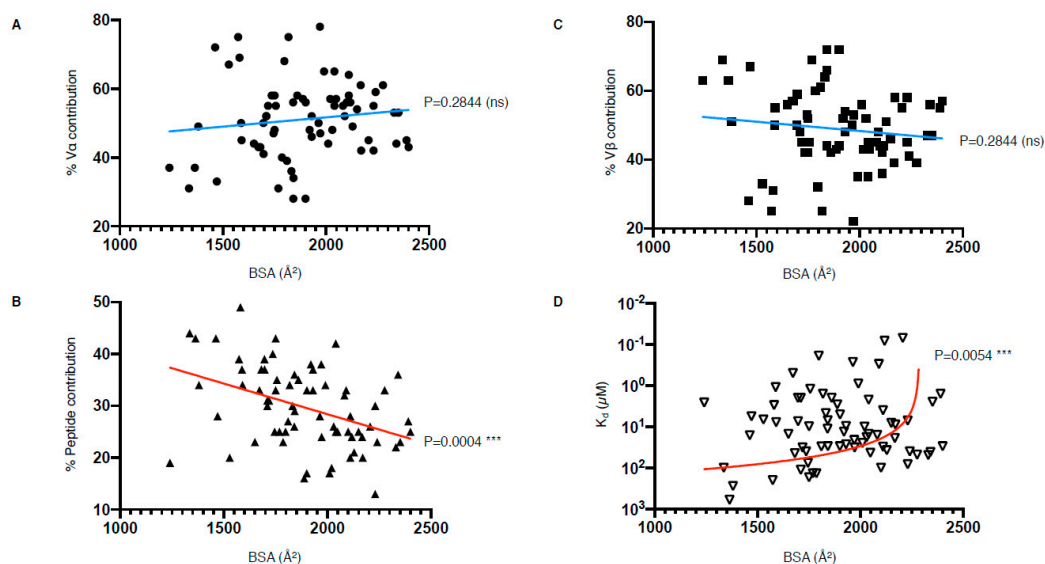 A
% Vα contribution
80
60
40
20
1000
1500
2000
2500
BSA (Å²)
P=0.2844 (ns)
C
% Vβ contribution
80
60
40
20
1000
1500
2000
2500
BSA (Å²)
P=0.2844 (ns)
B
% Peptide contribution
50
40
30
20
10
1000
1500
2000
2500
BSA (Å²)
P=0.0004 ***
D
K_d (µM)
10⁻²
10⁻¹
10⁰
10¹
10²
10³
1000
1500
2000
2500
BSA (Å²)
P=0.0054 ***